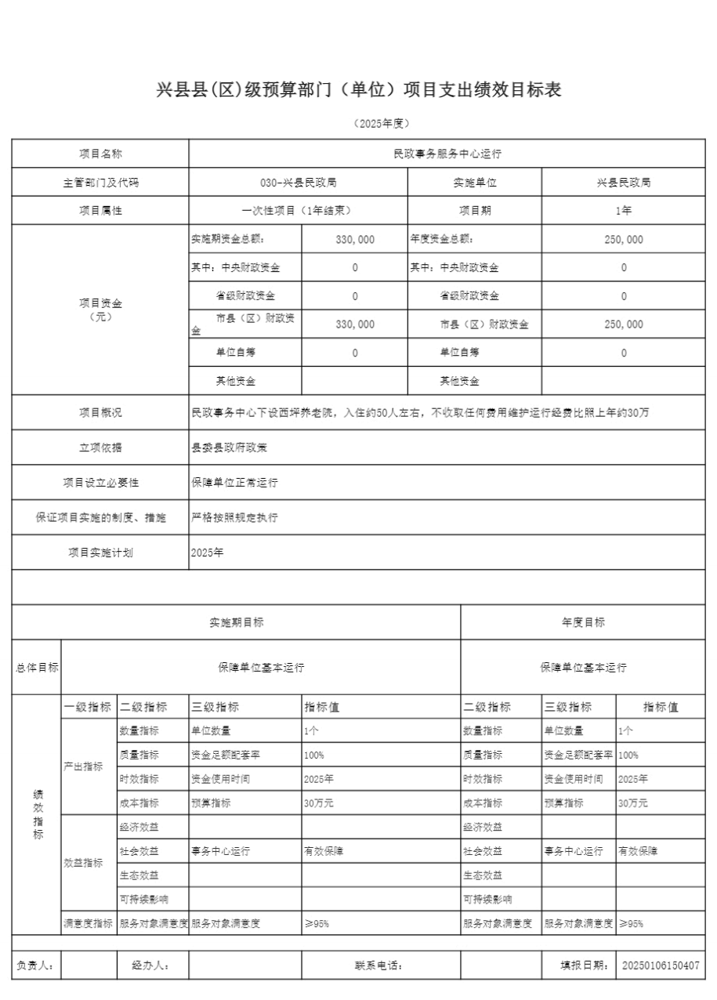 兴县县(区)级预算部门（单位）项目支出绩效目标表
（2025年度）
项目名称 民政事务服务中心运行
主管部门及代码 030-兴县民政局 实施单位 兴县民政局
项目属性 一次性项目（1年结束） 项目期 1年
项目资金
（元）
实施期资金总额： 330,000 年度资金总额： 250,000
其中：中央财政资金 0 其中：中央财政资金 0
省级财政资金 0 省级财政资金 0
市县（区）财政资
金 330,000 市县（区）财政资金 250,000
单位自筹 0 单位自筹 0
其他资金 其他资金
项目概况 民政事务中心下设西坪养老院，入住约50人左右，不收取任何费用维护运行经费比照上年约30万
立项依据 县委县政府政策
项目设立必要性 保障单位正常运行
保证项目实施的制度、措施 严格按照规定执行
项目实施计划 2025年
实施期目标 年度目标
总体目标 保障单位基本运行 保障单位基本运行
绩
效
指
标
一级指标 二级指标 三级指标 指标值 二级指标 三级指标 指标值
产出指标
数量指标 单位数量 1个 数量指标 单位数量 1个
质量指标 资金足额配套率 100% 质量指标 资金足额配套率 100%
时效指标 资金使用时间 2025年 时效指标 资金使用时间 2025年
成本指标 预算指标 30万元 成本指标 预算指标 30万元
效益指标
经济效益 经济效益
社会效益 事务中心运行 有效保障 社会效益 事务中心运行 有效保障
生态效益 生态效益
可持续影响 可持续影响
满意度指标 服务对象满意度 服务对象满意度 ≥95% 服务对象满意度 服务对象满意度 ≥95%
负责人： 经办人： 联系电话： 填报日期： 20250106150407